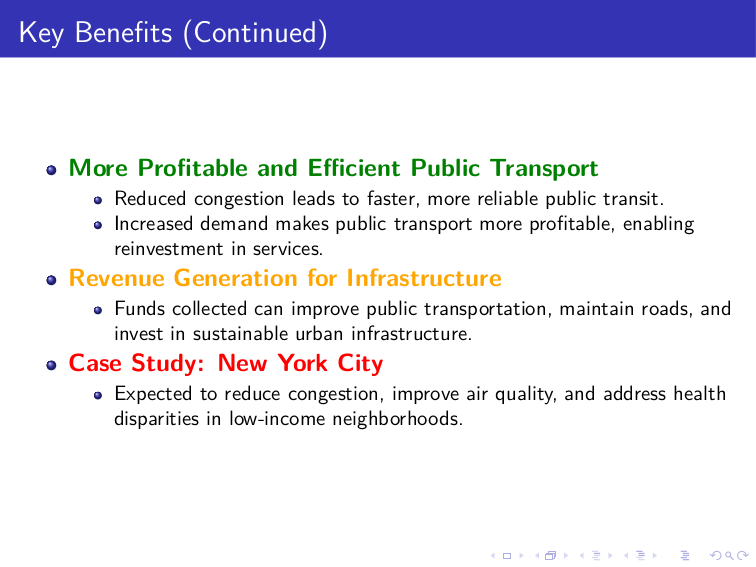 Key Benefits (Continued)
More Profitable and Efficient Public Transport
Reduced congestion leads to faster, more reliable public transit.
Increased demand makes public transport more profitable, enabling
reinvestment in services.
Revenue Generation for Infrastructure
Funds collected can improve public transportation, maintain roads, and
invest in sustainable urban infrastructure.
Case Study: New York City
Expected to reduce congestion, improve air quality, and address health
disparities in low-income neighborhoods.